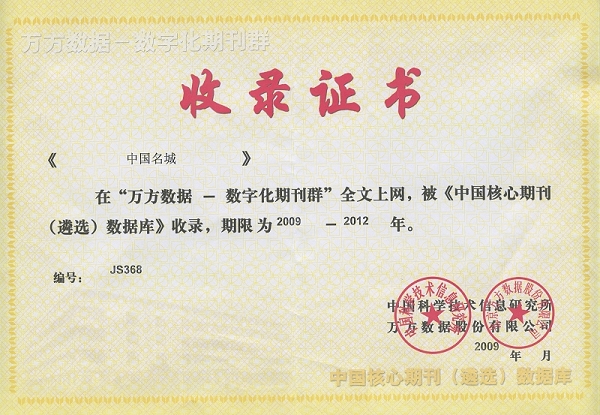 万方数据－数字化期刊群
收录证书
《 中国名城 》
在“万方数据 － 数字化期刊群”全文上网，被《中国核心期刊
（遴选）数据库》收录，期限为 2009 － 2012 年。
编号： JS368
中国科学技术信息研究所
万方数据股份有限公司
2009 年 月
中国核心期刊（遴选）数据库